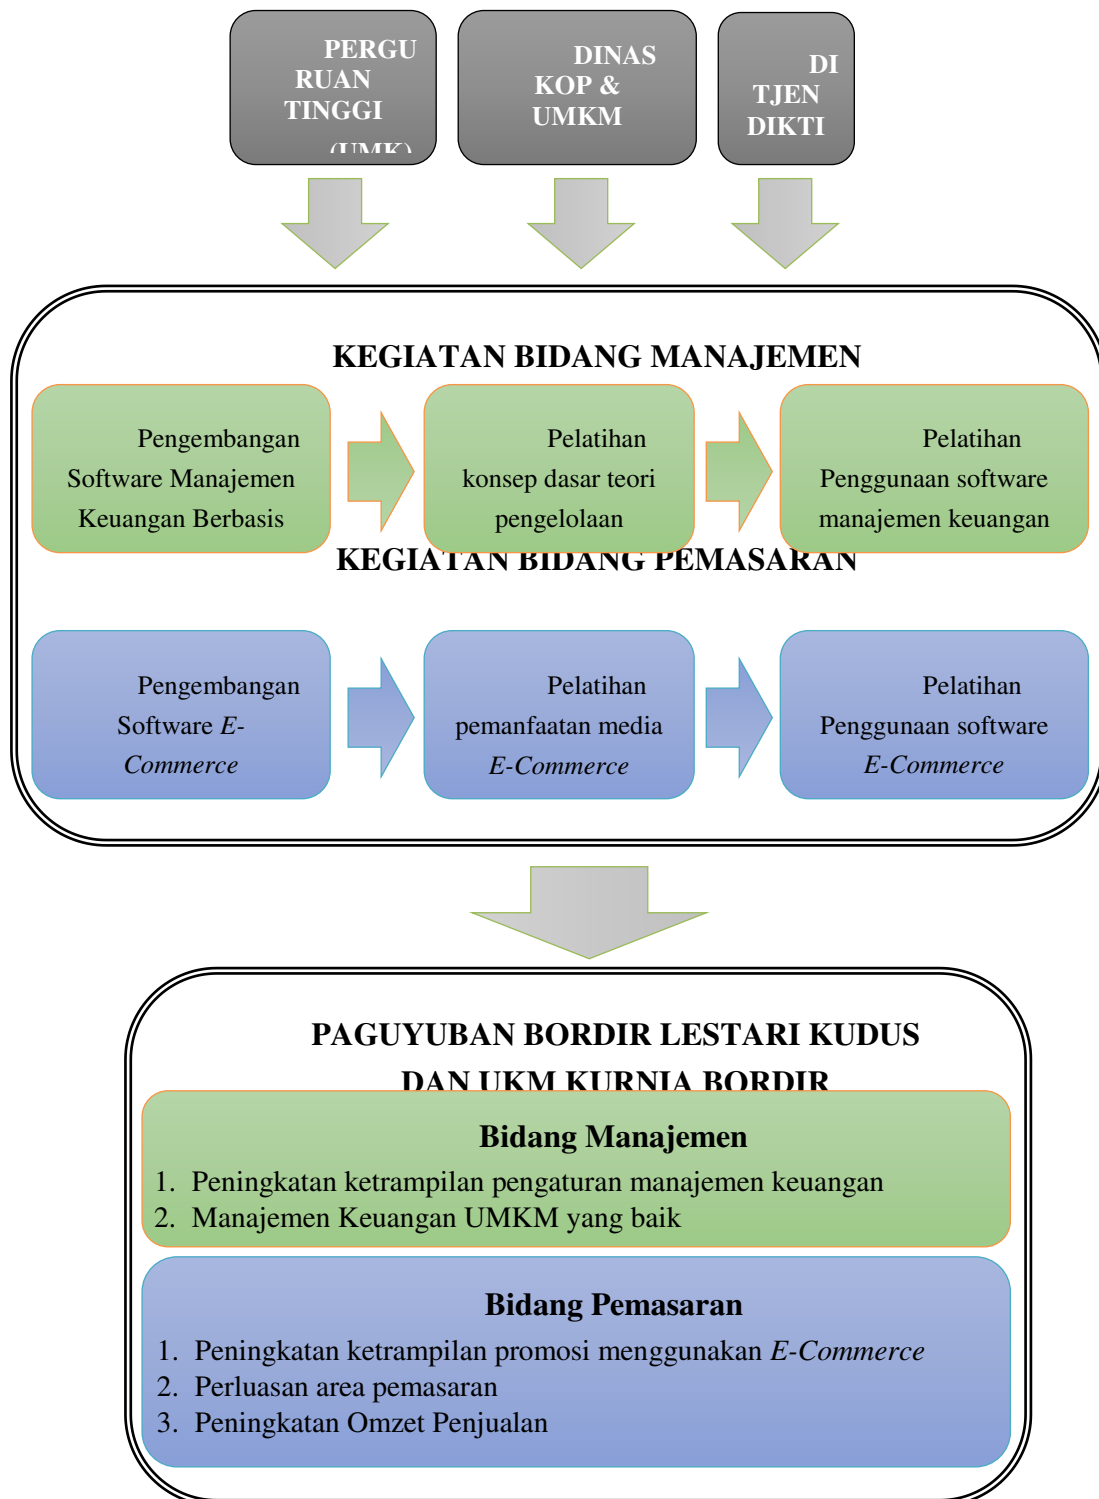 PERGU
RUAN
TINGGI
(UMK)
DINAS
KOP &
UMKM
DI
TJEN
DIKTI
KEGIATAN BIDANG MANAJEMEN
Pengembangan
Software Manajemen
Keuangan Berbasis
Pelatihan
konsep dasar teori
pengelolaan
Pelatihan
Penggunaan software
manajemen keuangan
KEGIATAN BIDANG PEMASARAN
Pengembangan
Software E-
Commerce
Pelatihan
pemanfaatan media
E-Commerce
Pelatihan
Penggunaan software
E-Commerce
PAGUYUBAN BORDIR LESTARI KUDUS
DAN UKM KURNIA BORDIR
Bidang Manajemen
1. Peningkatan ketrampilan pengaturan manajemen keuangan
2. Manajemen Keuangan UMKM yang baik
Bidang Pemasaran
1. Peningkatan ketrampilan promosi menggunakan E-Commerce
2. Perluasan area pemasaran
3. Peningkatan Omzet Penjualan